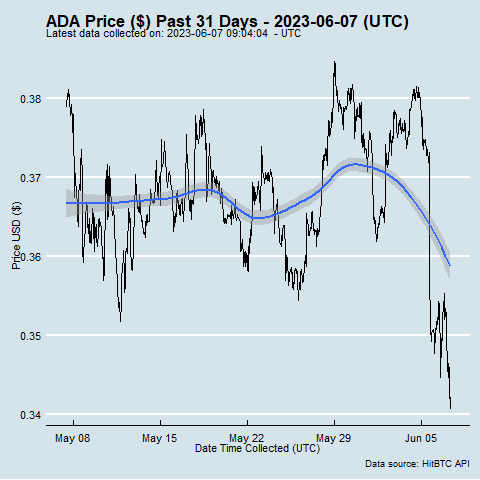 ADA Price ($) Past 31 Days - 2023-06-07 (UTC)
Latest data collected on: 2023-06-07 09:04:04 - UTC
0.38
0.37
0.36
0.35
0.34
Price USD ($)
May 08 May 15 May 22 May 29 Jun 05
Date Time Collected (UTC)
Data source: HitBTC API